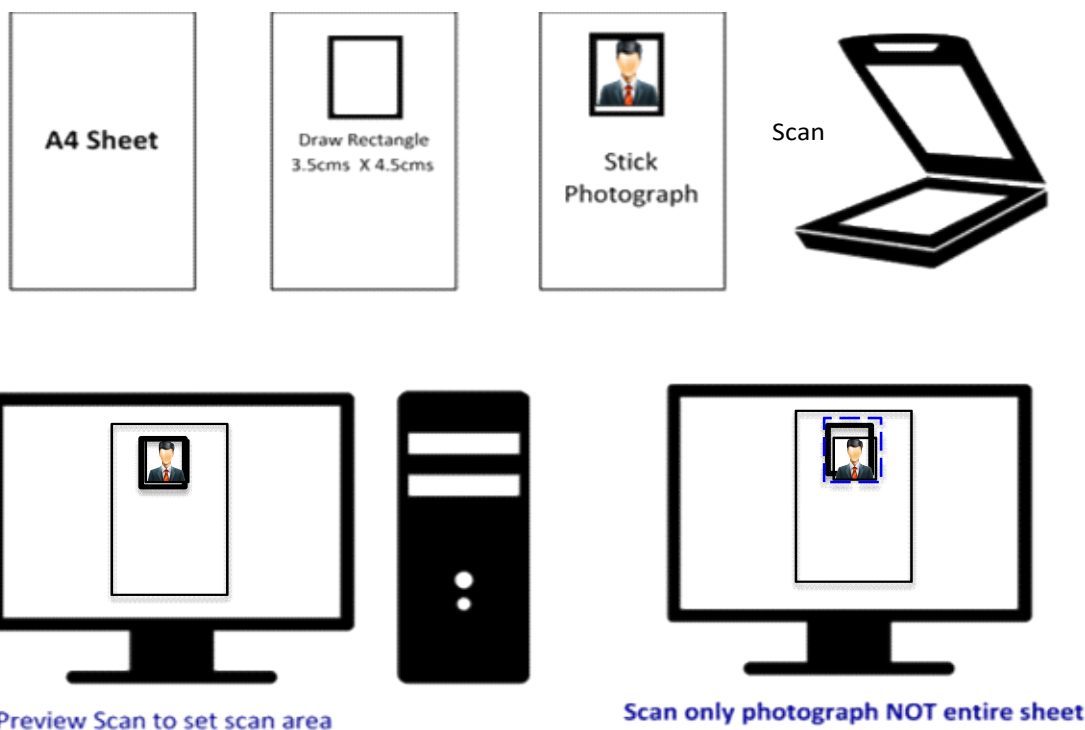 A4 Sheet
Draw Rectangle
3.5cms X 4.5cms
Stick
Photograph
Scan
Preview Scan to set scan area
Scan only photograph NOT entire sheet